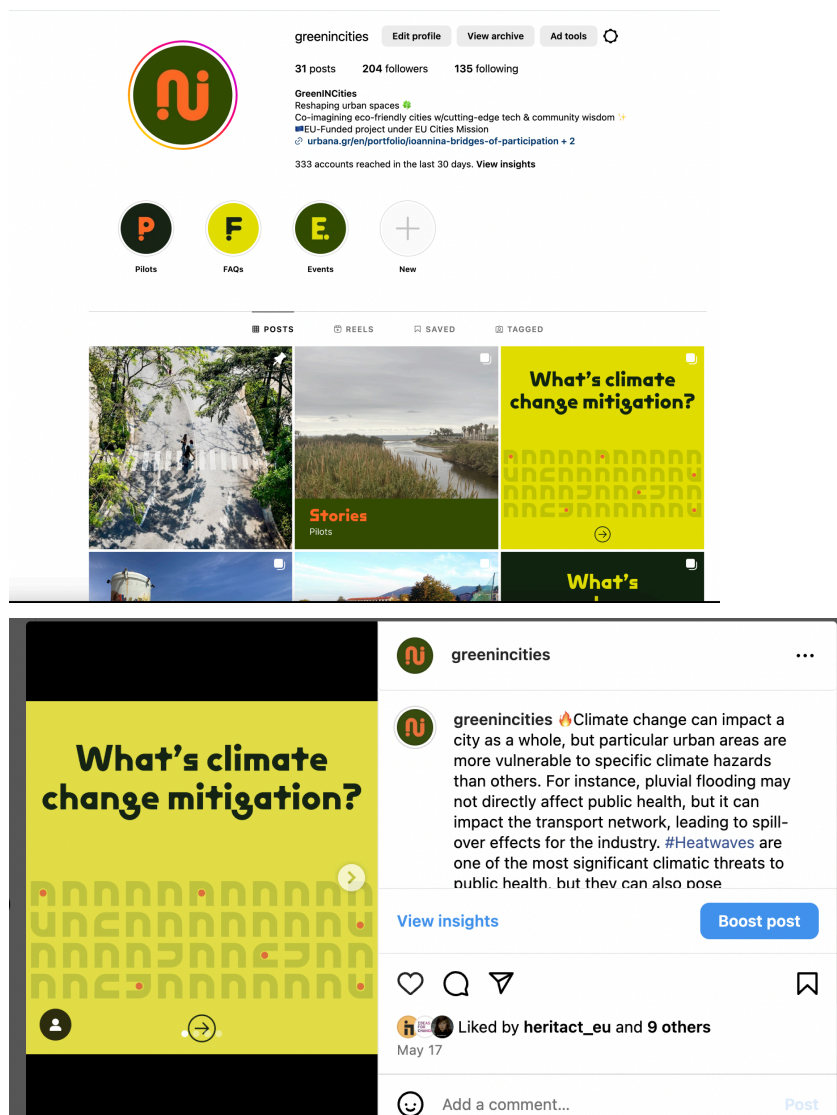 greenincities Edit profile View archive Ad tools
31 posts 204 followers 135 following
GreenINCities
Reshaping urban spaces 🍀
Co-imagining eco-friendly cities w/cutting-edge tech & community wisdom ✨
🇪🇺EU-Funded project under EU Cities Mission
urbana.gr/en/portfolio/ioannina-bridges-of-participation + 2
333 accounts reached in the last 30 days. View insights
P F E.
Pilots FAQs Events New
POSTS REELS SAVED TAGGED
What's climate
change mitigation?
Stories
Pilots
What's
greenincities
What's climate
change mitigation?
greenincities 🔥Climate change can impact a
city as a whole, but particular urban areas are
more vulnerable to specific climate hazards
than others. For instance, pluvial flooding may
not directly affect public health, but it can
impact the transport network, leading to spill-
over effects for the industry. #Heatwaves are
one of the most significant climatic threats to
public health, but they can also pose
View insights Boost post
Liked by heritact_eu and 9 others
May 17
Add a comment... Post